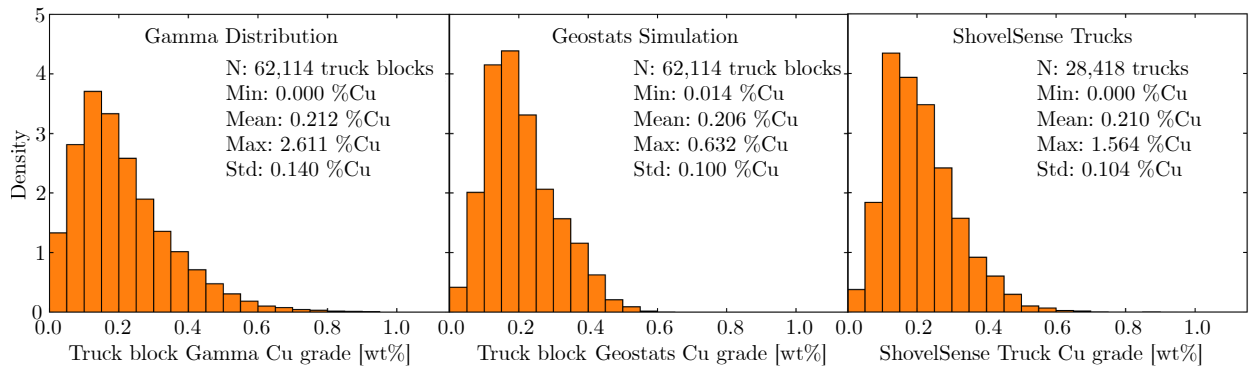 Gamma Distribution
N: 62,114 truck blocks
Min: 0.000 %Cu
Mean: 0.212 %Cu
Max: 2.611 %Cu
Std: 0.140 %Cu
Density
5
4
3
2
1
0
0.0 0.2 0.4 0.6 0.8 1.0
Truck block Gamma Cu grade [wt%]
Geostats Simulation
N: 62,114 truck blocks
Min: 0.014 %Cu
Mean: 0.206 %Cu
Max: 0.632 %Cu
Std: 0.100 %Cu
0.0 0.2 0.4 0.6 0.8 1.0
Truck block Geostats Cu grade [wt%]
ShovelSense Trucks
N: 28,418 trucks
Min: 0.000 %Cu
Mean: 0.210 %Cu
Max: 1.564 %Cu
Std: 0.104 %Cu
0.0 0.2 0.4 0.6 0.8 1.0
ShovelSense Truck Cu grade [wt%]